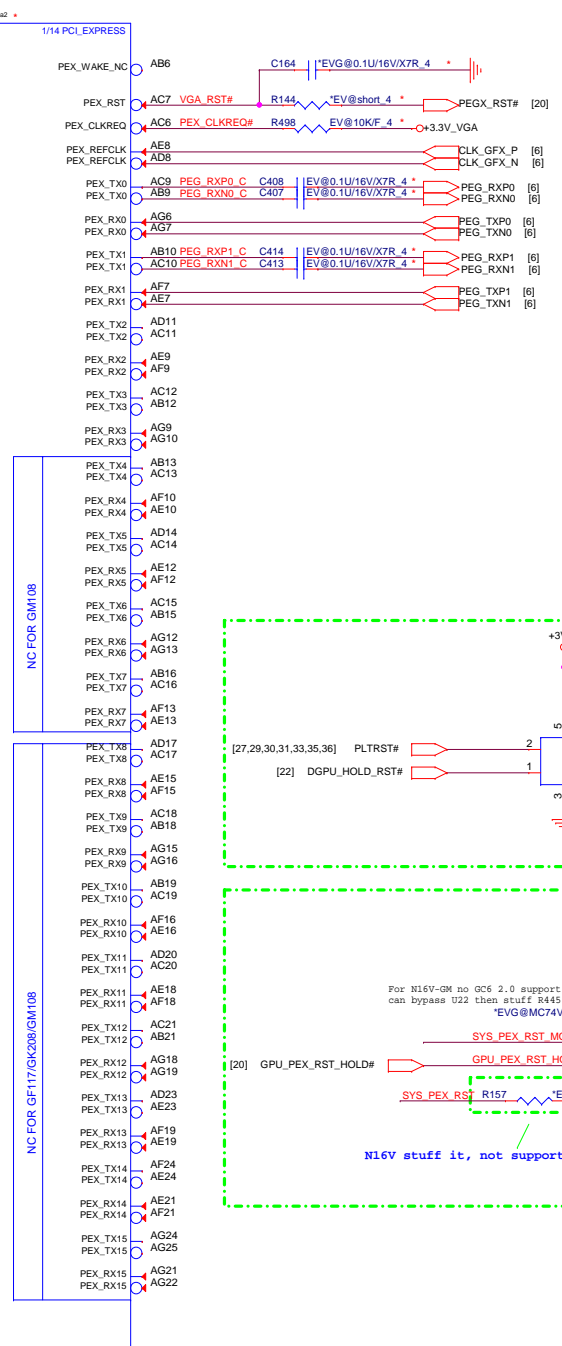 a2 *
1/14 PCI_EXPRESS
PEX_WAKE_NC AB6 C164 *EVG@0.1U/16V/X7R_4 *
PEX_RST AC7 VGA_RST# R144 *EV@short_4 * PEGX_RST# [20]
PEX_CLKREQ AC6 PEX_CLKREQ# R498 EV@10K/F_4 * +3.3V_VGA
PEX_REFCLK AE8 CLK_GFX_P [6]
PEX_REFCLK AD8 CLK_GFX_N [6]
PEX_TX0 AC9 PEG_RXP0_C C408 EV@0.1U/16V/X7R_4 * PEG_RXP0 [6]
PEX_TX0 AB9 PEG_RXN0_C C407 EV@0.1U/16V/X7R_4 * PEG_RXN0 [6]
PEX_RX0 AG6 PEG_TXP0 [6]
PEX_RX0 AG7 PEG_TXN0 [6]
PEX_TX1 AB10 PEG_RXP1_C C414 EV@0.1U/16V/X7R_4 * PEG_RXP1 [6]
PEX_TX1 AC10 PEG_RXN1_C C413 EV@0.1U/16V/X7R_4 * PEG_RXN1 [6]
PEX_RX1 AF7 PEG_TXP1 [6]
PEX_RX1 AE7 PEG_TXN1 [6]
PEX_TX2 AD11
PEX_TX2 AC11
PEX_RX2 AE9
PEX_RX2 AF9
PEX_TX3 AC12
PEX_TX3 AB12
PEX_RX3 AG9
PEX_RX3 AG10
NC FOR GM108
PEX_TX4 AB13
PEX_TX4 AC13
PEX_RX4 AF10
PEX_RX4 AE10
PEX_TX5 AD14
PEX_TX5 AC14
PEX_RX5 AE12
PEX_RX5 AF12
PEX_TX6 AC15
PEX_TX6 AB15
PEX_RX6 AG12
PEX_RX6 AG13
PEX_TX7 AB16
PEX_TX7 AC16
PEX_RX7 AF13
PEX_RX7 AE13
NC FOR GF117/GK208/GM108
PEX_TX8 AD17
PEX_TX8 AC17
PEX_RX8 AE15
PEX_RX8 AF15
PEX_TX9 AC18
PEX_TX9 AB18
PEX_RX9 AG15
PEX_RX9 AG16
PEX_TX10 AB19
PEX_TX10 AC19
PEX_RX10 AF16
PEX_RX10 AE16
PEX_TX11 AD20
PEX_TX11 AC20
PEX_RX11 AE18
PEX_RX11 AF18
PEX_TX12 AC21
PEX_TX12 AB21
PEX_RX12 AG18
PEX_RX12 AG19
PEX_TX13 AD23
PEX_TX13 AE23
PEX_RX13 AF19
PEX_RX13 AE19
PEX_TX14 AF24
PEX_TX14 AE24
PEX_RX14 AE21
PEX_RX14 AF21
PEX_TX15 AG24
PEX_TX15 AG25
PEX_RX15 AG21
PEX_RX15 AG22
+3V
5
[27,29,30,31,33,35,36] PLTRST# 2
[22] DGPU_HOLD_RST# 1
3
For N16V-GM no GC6 2.0 support
can bypass U22 then stuff R445
*EVG@MC74V
SYS_PEX_RST_MO
[20] GPU_PEX_RST_HOLD# GPU_PEX_RST_HO
SYS_PEX_RST R157 *E
N16V stuff it, not support